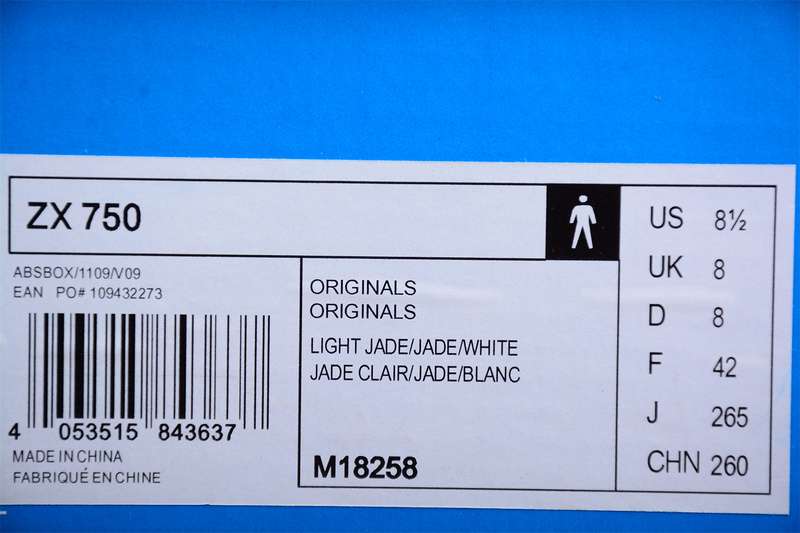 ZX 750
ABSBOX/1109/V09
EAN PO# 109432273
4 053515 843637
MADE IN CHINA
FABRIQUÉ EN CHINE
ORIGINALS
ORIGINALS
LIGHT JADE/JADE/WHITE
JADE CLAIR/JADE/BLANC
M18258
US 8½
UK 8
D 8
F 42
J 265
CHN 260